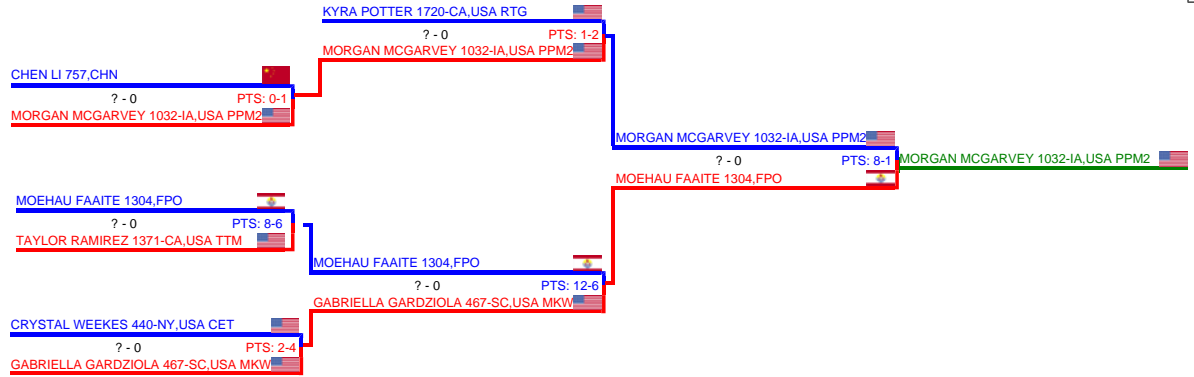 KYRA POTTER 1720-CA,USA RTG
? - 0 PTS: 1-2
MORGAN MCGARVEY 1032-IA,USA PPM2
CHEN LI 757,CHN
? - 0 PTS: 0-1
MORGAN MCGARVEY 1032-IA,USA PPM2
MORGAN MCGARVEY 1032-IA,USA PPM2
? - 0 PTS: 8-1
MORGAN MCGARVEY 1032-IA,USA PPM2
MOEHAU FAAITE 1304,FPO
MOEHAU FAAITE 1304,FPO
? - 0 PTS: 8-6
TAYLOR RAMIREZ 1371-CA,USA TTM
MOEHAU FAAITE 1304,FPO
? - 0 PTS: 12-6
GABRIELLA GARDZIOLA 467-SC,USA MKW
CRYSTAL WEEKES 440-NY,USA CET
? - 0 PTS: 2-4
GABRIELLA GARDZIOLA 467-SC,USA MKW